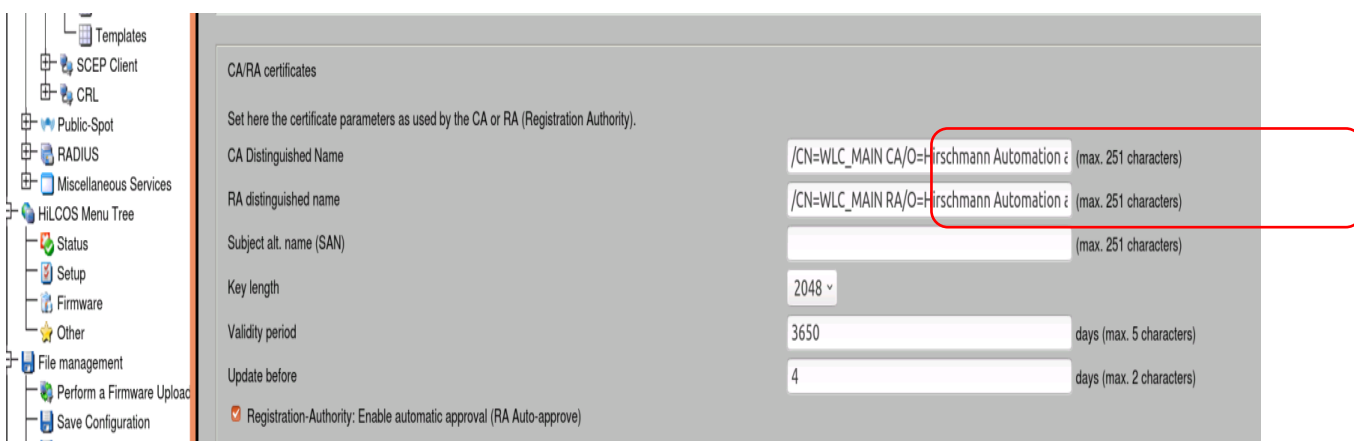 Templates
SCEP Client
CRL
Public-Spot
RADIUS
Miscellaneous Services
HiLCOS Menu Tree
Status
Setup
Firmware
Other
File management
Perform a Firmware Upload
Save Configuration
CA/RA certificates
Set here the certificate parameters as used by the CA or RA (Registration Authority).
CA Distinguished Name /CN=WLC_MAIN CA/O=Hirschmann Automation a (max. 251 characters)
RA distinguished name /CN=WLC_MAIN RA/O=Hirschmann Automation a (max. 251 characters)
Subject alt. name (SAN) (max. 251 characters)
Key length 2048
Validity period 3650 days (max. 5 characters)
Update before 4 days (max. 2 characters)
Registration-Authority: Enable automatic approval (RA Auto-approve)